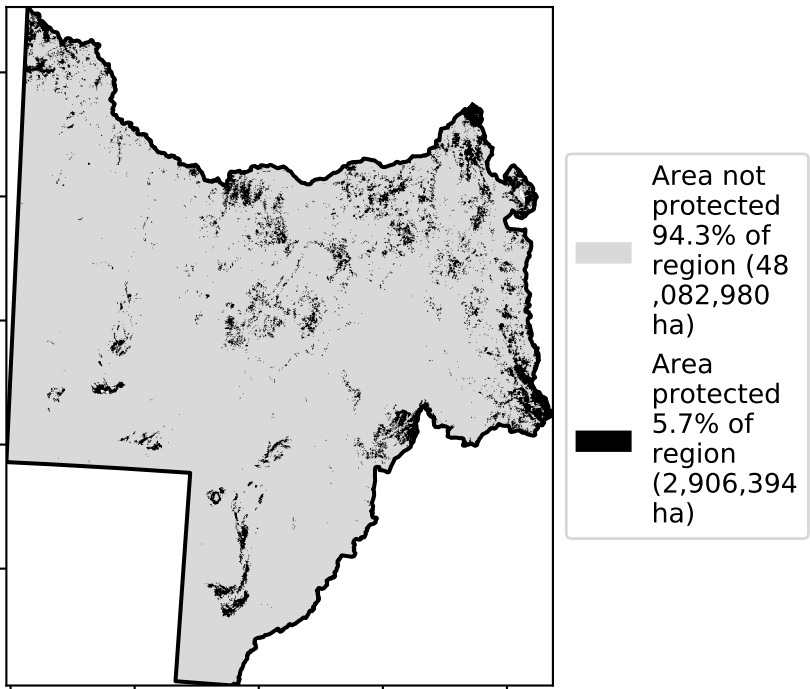 Area not
protected
94.3% of
region (48
,082,980
ha)
Area
protected
5.7% of
region
(2,906,394
ha)